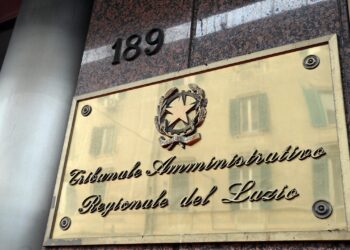 189
Tribunale Amministrativo
Regionale del Lazio